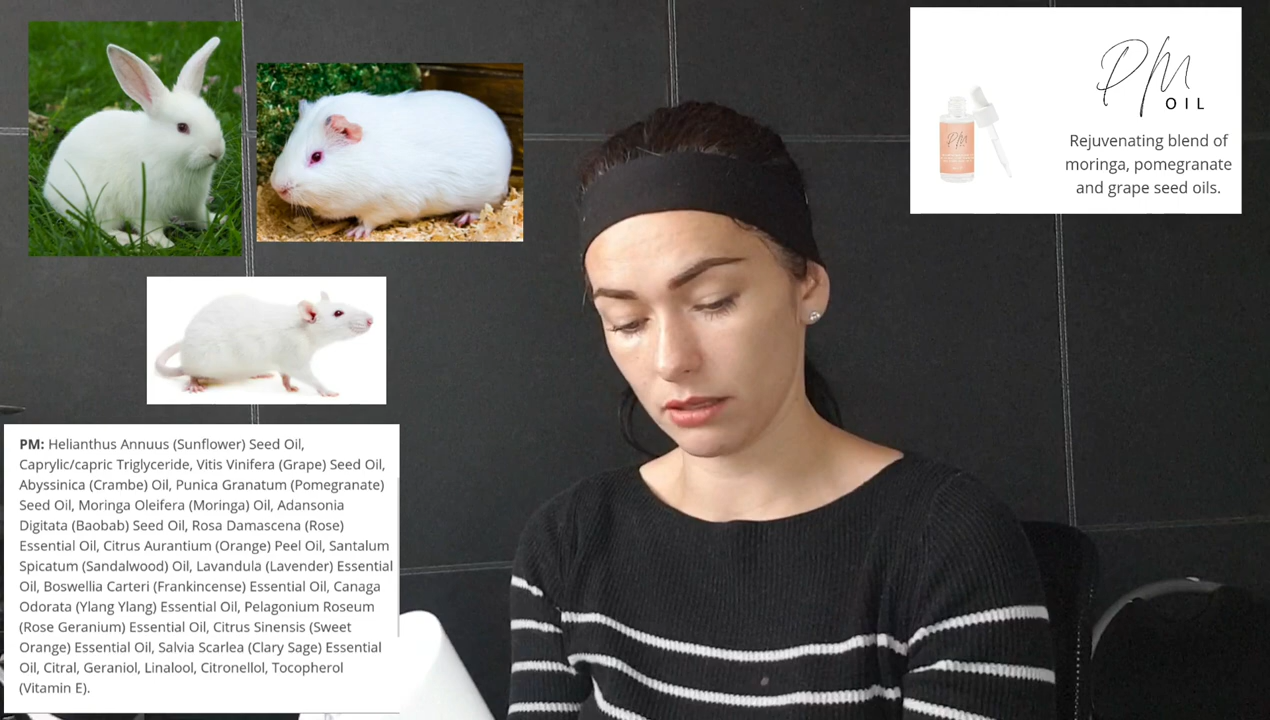 PM
OIL
Rejuvenating blend of
moringa, pomegranate
and grape seed oils.
PM
PM: Helianthus Annuus (Sunflower) Seed Oil,
Caprylic/capric Triglyceride, Vitis Vinifera (Grape) Seed Oil,
Abyssinica (Crambe) Oil, Punica Granatum (Pomegranate)
Seed Oil, Moringa Oleifera (Moringa) Oil, Adansonia
Digitata (Baobab) Seed Oil, Rosa Damascena (Rose)
Essential Oil, Citrus Aurantium (Orange) Peel Oil, Santalum
Spicatum (Sandalwood) Oil, Lavandula (Lavender) Essential
Oil, Boswellia Carteri (Frankincense) Essential Oil, Canaga
Odorata (Ylang Ylang) Essential Oil, Pelagonium Roseum
(Rose Geranium) Essential Oil, Citrus Sinensis (Sweet
Orange) Essential Oil, Salvia Scarlea (Clary Sage) Essential
Oil, Citral, Geraniol, Linalool, Citronellol, Tocopherol
(Vitamin E).